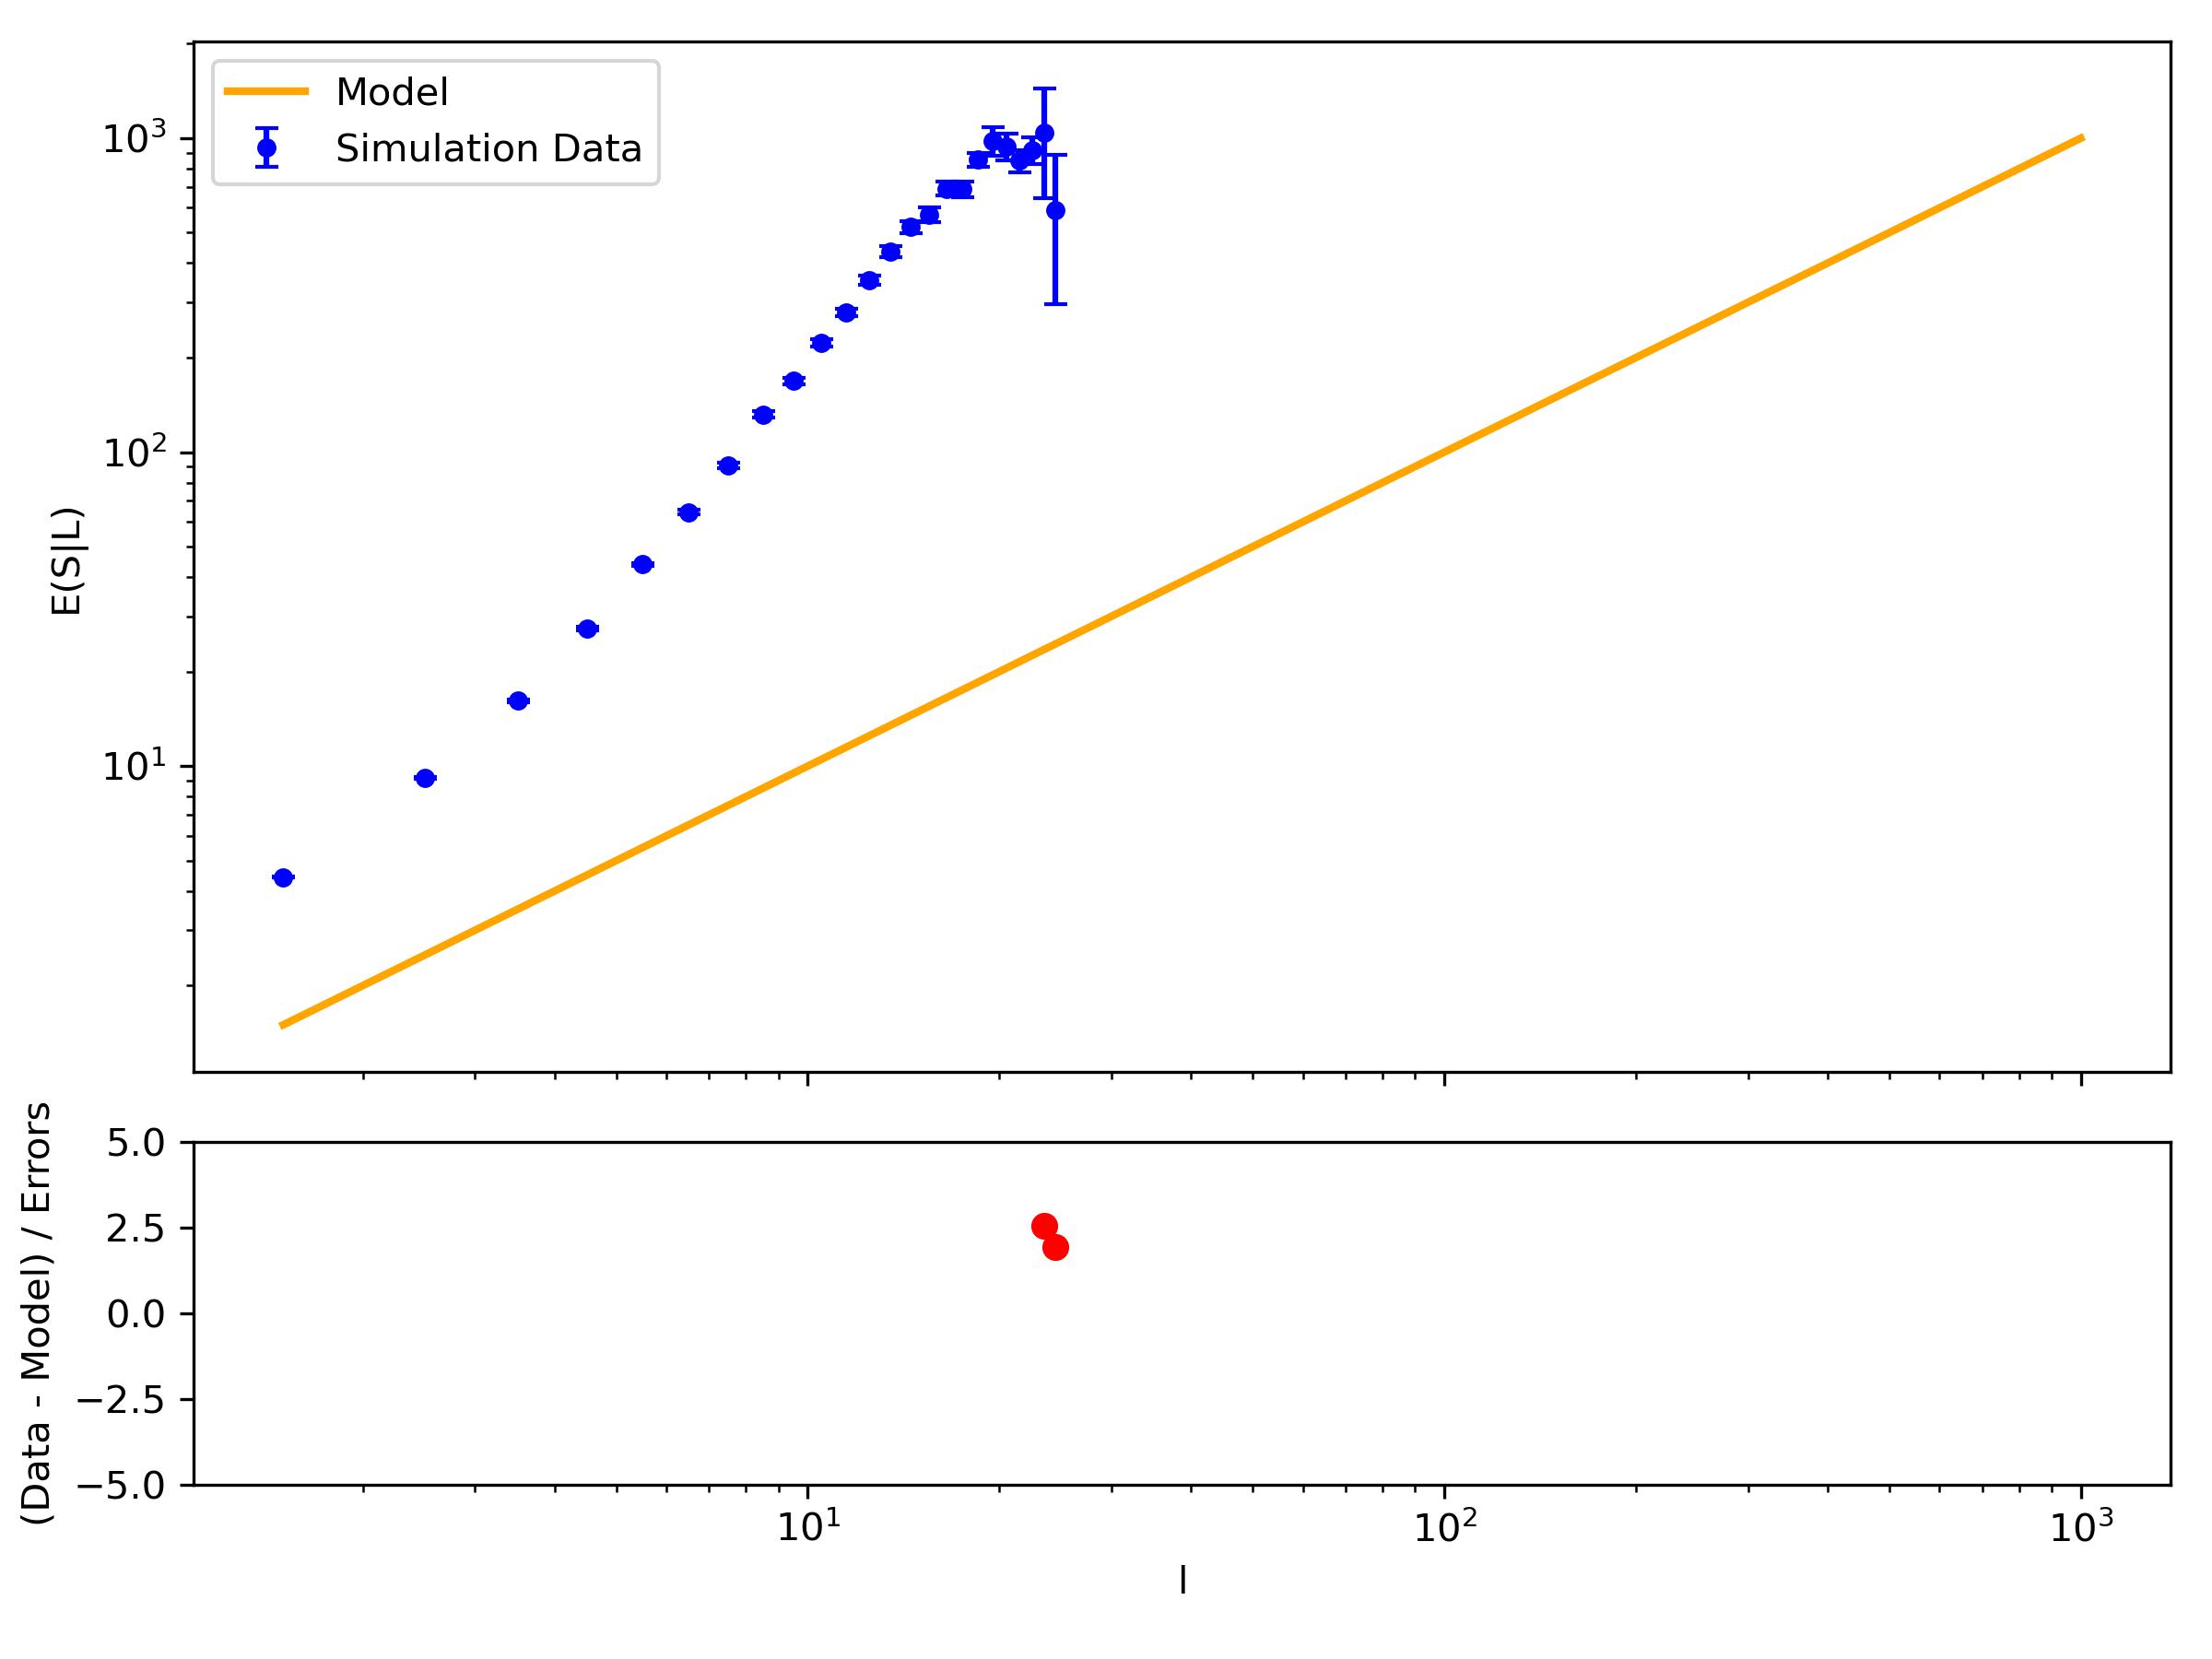 Model
Simulation Data
10³
10²
10¹
E(S|L)
5.0
2.5
0.0
−2.5
−5.0
(Data - Model) / Errors
10¹ 10² 10³
l